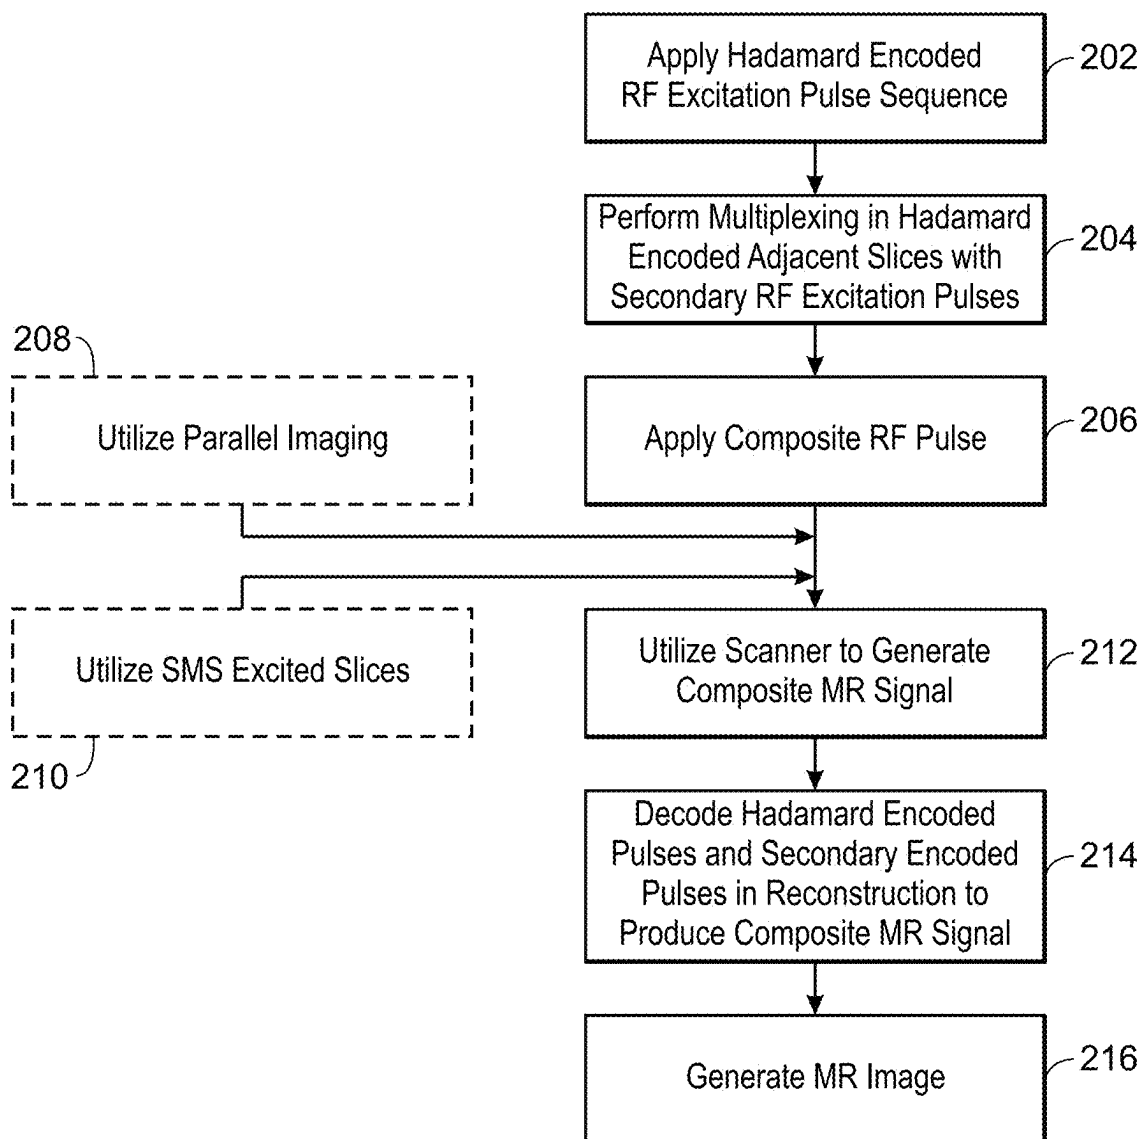 Apply Hadamard Encoded
RF Excitation Pulse Sequence
202
Perform Multiplexing in Hadamard
Encoded Adjacent Slices with
Secondary RF Excitation Pulses
204
208
Utilize Parallel Imaging
Apply Composite RF Pulse
206
Utilize SMS Excited Slices
210
Utilize Scanner to Generate
Composite MR Signal
212
Decode Hadamard Encoded
Pulses and Secondary Encoded
Pulses in Reconstruction to
Produce Composite MR Signal
214
Generate MR Image
216